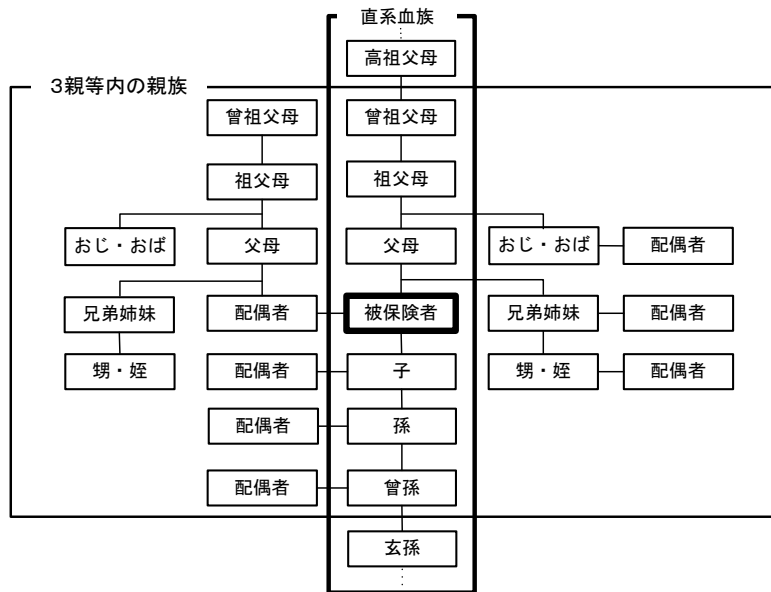 直系血族
高祖父母
3親等内の親族
曾祖父母
曾祖父母
祖父母
祖父母
おじ・おば
父母
父母
おじ・おば
配偶者
兄弟姉妹
配偶者
被保険者
兄弟姉妹
配偶者
甥・姪
配偶者
子
甥・姪
配偶者
配偶者
孫
配偶者
曾孫
玄孫